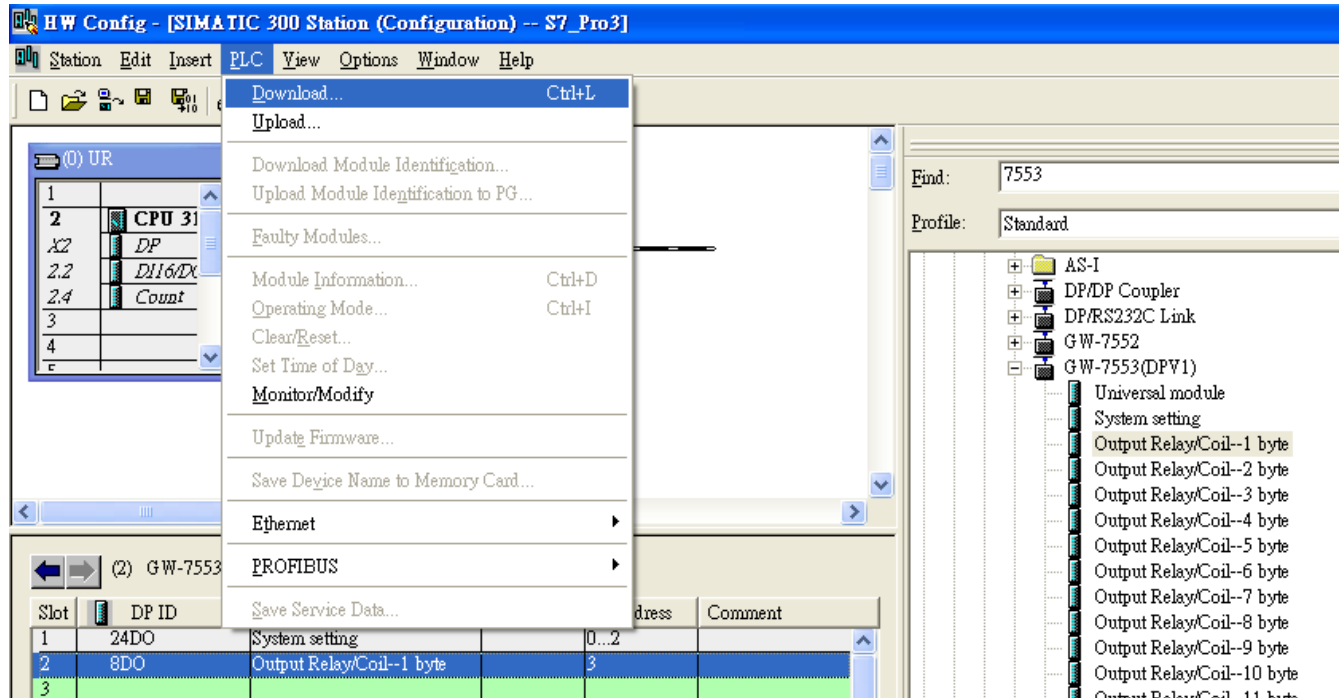 HW Config - [SIMATIC 300 Station (Configuration) -- S7_Pro3]
Station Edit Insert PLC View Options Window Help
Download... Ctrl+L
Upload...
Download Module Identification...
Upload Module Identification to PG...
Faulty Modules...
Module Information... Ctrl+D
Operating Mode... Ctrl+I
Clear/Reset...
Set Time of Day...
Monitor/Modify
Update Firmware...
Save Device Name to Memory Card...
Ethernet
PROFIBUS
Save Service Data...
(0) UR
1
2 CPU 31
X2 DP
2.2 DI16/DO
2.4 Count
3
4
Find: 7553
Profile: Standard
AS-I
DP/DP Coupler
DP/RS232C Link
GW-7552
GW-7553(DPV1)
Universal module
System setting
Output Relay/Coil--1 byte
Output Relay/Coil--2 byte
Output Relay/Coil--3 byte
Output Relay/Coil--4 byte
Output Relay/Coil--5 byte
Output Relay/Coil--6 byte
Output Relay/Coil--7 byte
Output Relay/Coil--8 byte
Output Relay/Coil--9 byte
Output Relay/Coil--10 byte
Output Relay/Coil--11 byte
(2) GW-7553
Slot DP ID dress Comment
1 24DO System setting 0...2
2 8DO Output Relay/Coil--1 byte 3
3